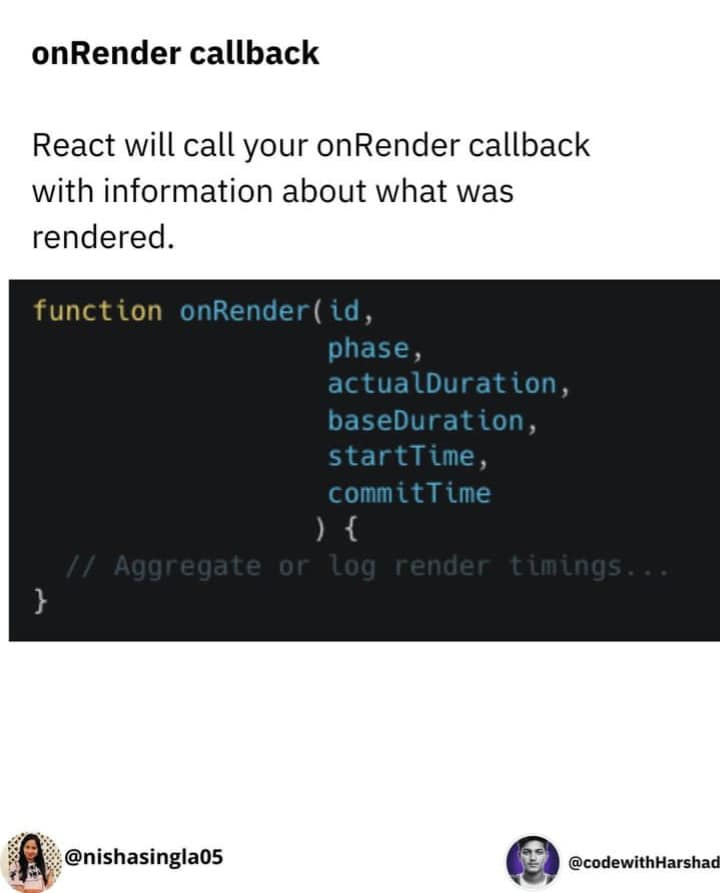 onRender callback
React will call your onRender callback
with information about what was
rendered.
function onRender(id,
phase,
actualDuration,
baseDuration,
startTime,
commitTime
) {
// Aggregate or log render timings...
}
@nishasingla05
@codewithHarshad